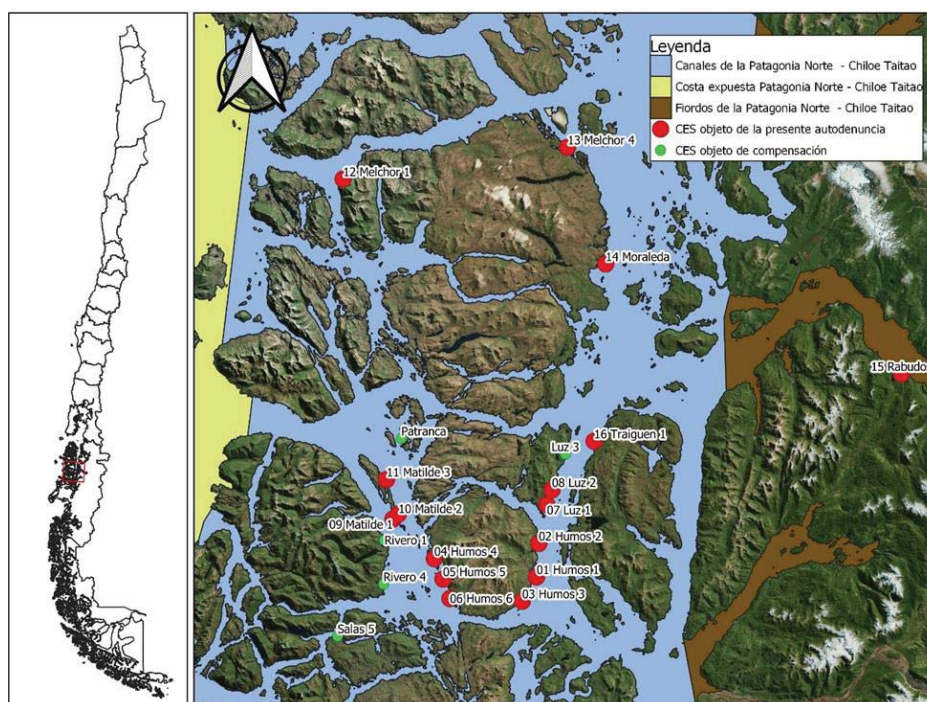 Leyenda
Canales de la Patagonia Norte - Chiloe Taitao
Costa expuesta Patagonia Norte - Chiloe Taitao
Fiordos de la Patagonia Norte - Chiloe Taitao
CES objeto de la presente autodenuncia
CES objeto de compensación
13 Melchor 4
12 Melchor 1
14 Moraleda
15 Rabudos
Patranca
16 Traiguen 1
Luz 3
11 Matilde 3
08 Luz 2
07 Luz 1
10 Matilde 2
09 Matilde 1
Rivero 1
02 Humos 2
04 Humos 4
05 Humos 5
01 Humos 1
Rivero 4
06 Humos 6
03 Humos 3
Salas 5